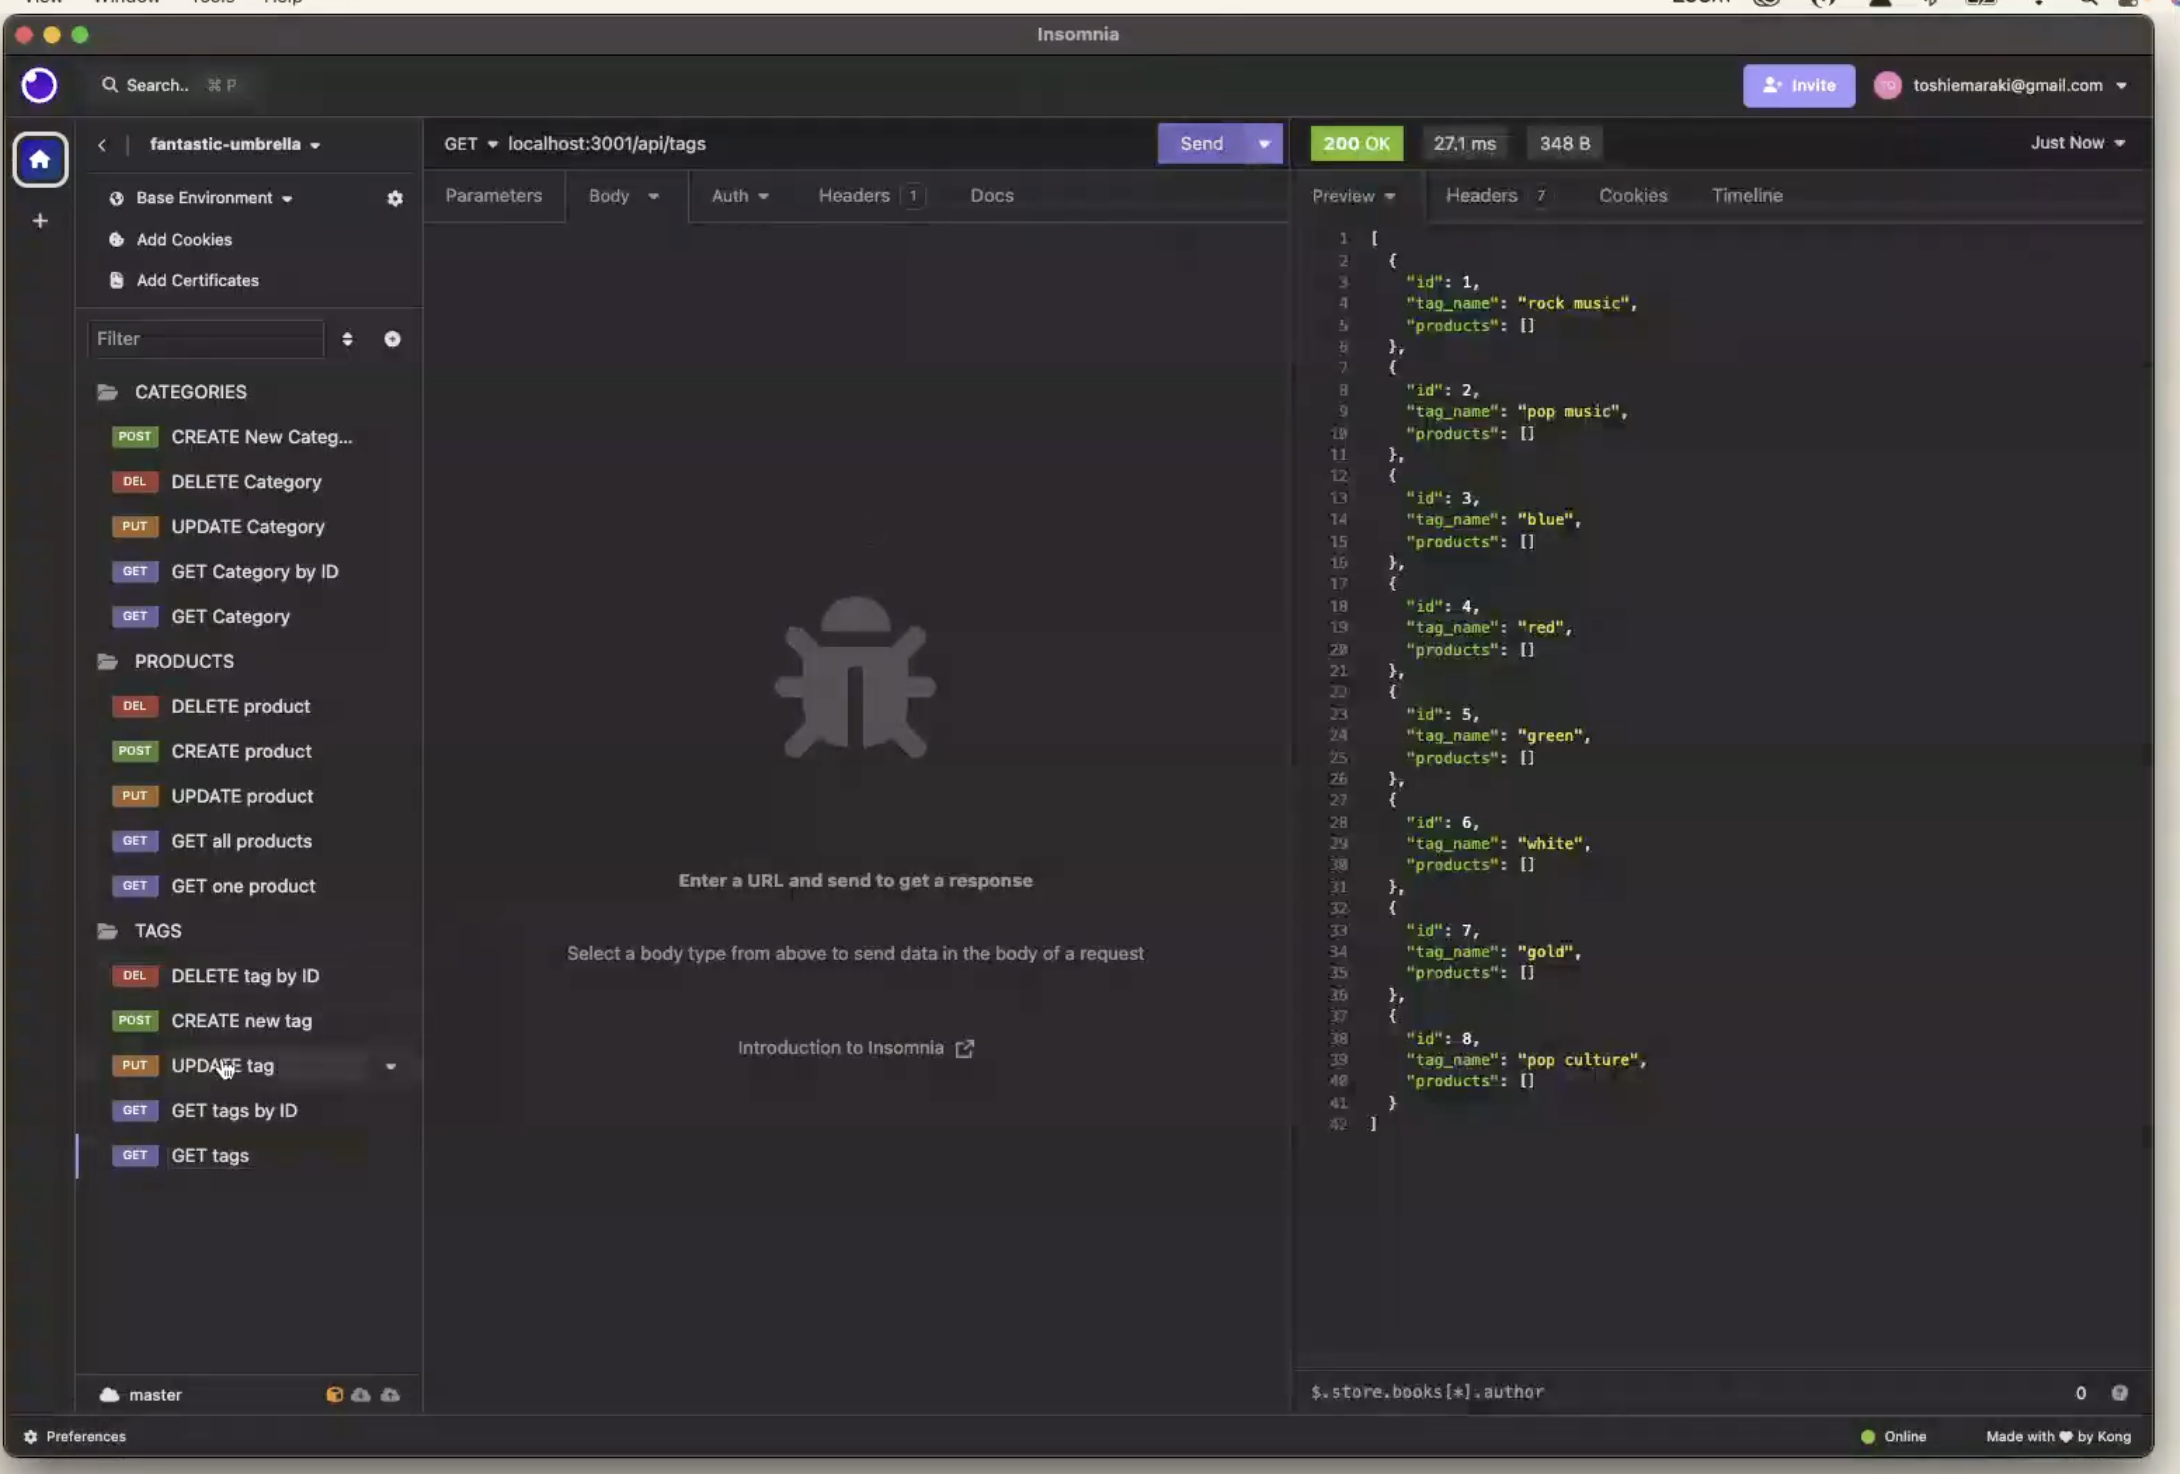 View Window Tools Help
Insomnia
Search.. ⌘ P
Invite
toshiemaraki@gmail.com
fantastic-umbrella
GET localhost:3001/api/tags
Send
200 OK 27.1 ms 348 B
Just Now
Base Environment
Add Cookies
Add Certificates
Filter
CATEGORIES
POST CREATE New Categ...
DEL DELETE Category
PUT UPDATE Category
GET GET Category by ID
GET GET Category
PRODUCTS
DEL DELETE product
POST CREATE product
PUT UPDATE product
GET GET all products
GET GET one product
TAGS
DEL DELETE tag by ID
POST CREATE new tag
PUT UPDATE tag
GET GET tags by ID
GET GET tags
master
Parameters Body Auth Headers 1 Docs
Enter a URL and send to get a response
Select a body type from above to send data in the body of a request
Introduction to Insomnia
Preview Headers 7 Cookies Timeline
1 [
2 {
3 "id": 1,
4 "tag_name": "rock music",
5 "products": []
6 },
7 {
8 "id": 2,
9 "tag_name": "pop music",
10 "products": []
11 },
12 {
13 "id": 3,
14 "tag_name": "blue",
15 "products": []
16 },
17 {
18 "id": 4,
19 "tag_name": "red",
20 "products": []
21 },
22 {
23 "id": 5,
24 "tag_name": "green",
25 "products": []
26 },
27 {
28 "id": 6,
29 "tag_name": "white",
30 "products": []
31 },
32 {
33 "id": 7,
34 "tag_name": "gold",
35 "products": []
36 },
37 {
38 "id": 8,
39 "tag_name": "pop culture",
40 "products": []
41 }
42 ]
$.store.books[*].author
0
Preferences
Online
Made with ♥ by Kong